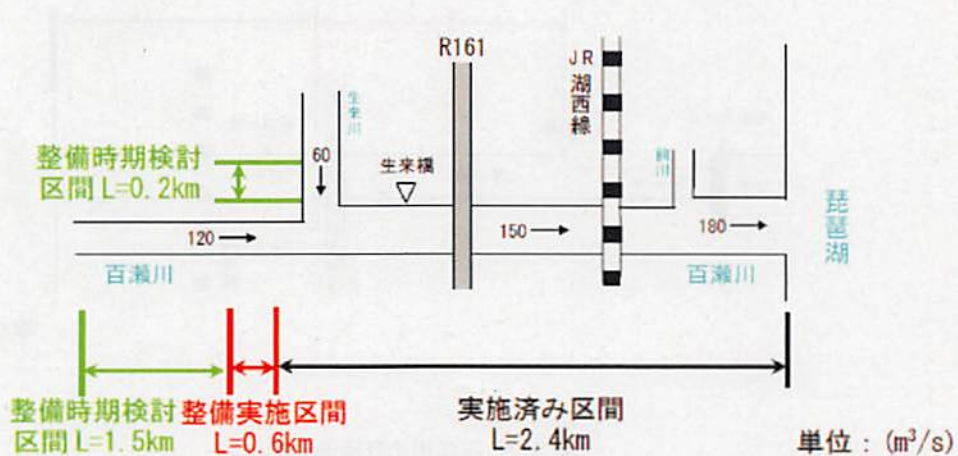 R161
JR
湖西線
生来川
整備時期検討
区間 L=0.2km
60
生来橋
前川
120
150
180
琵琶湖
百瀬川
百瀬川
整備時期検討
区間 L=1.5km
整備実施区間
L=0.6km
実施済み区間
L=2.4km
単位：(m³/s)